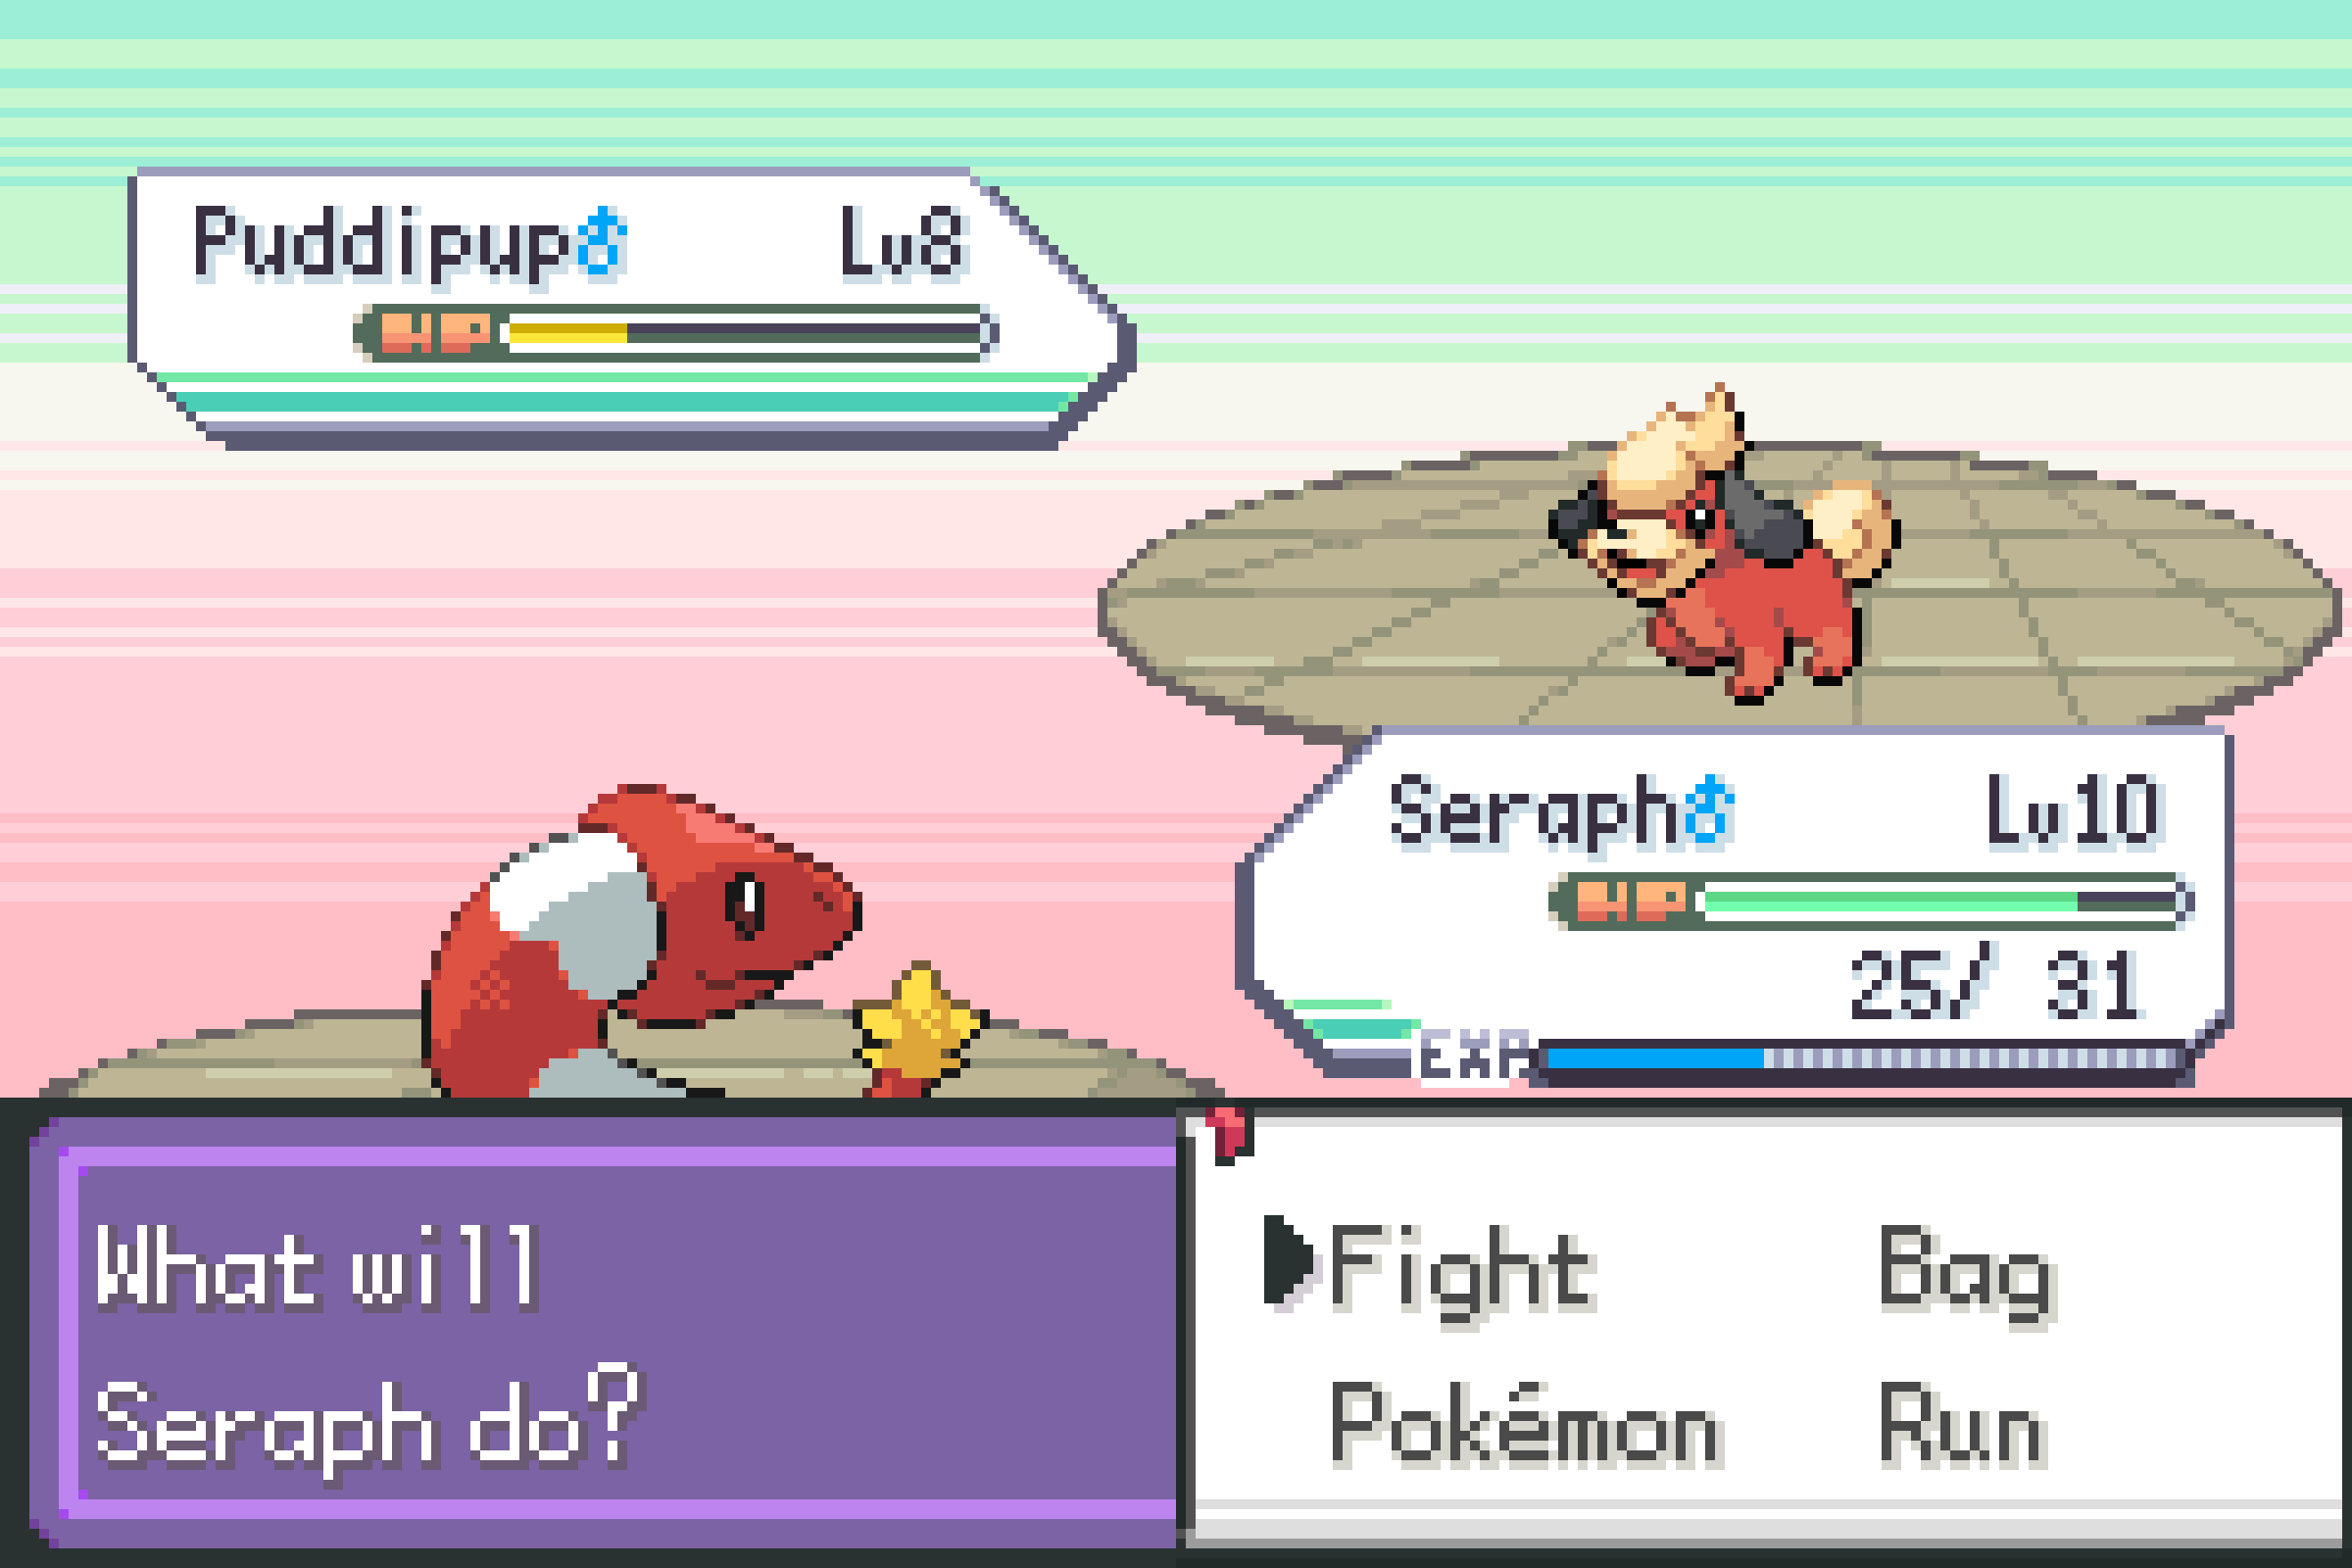 Puddipup♂ Lv8
HP
Seraph♂ Lv10
HP
25/ 31
EXP
What will
Seraph do?
Fight Bag
Pokémon Run